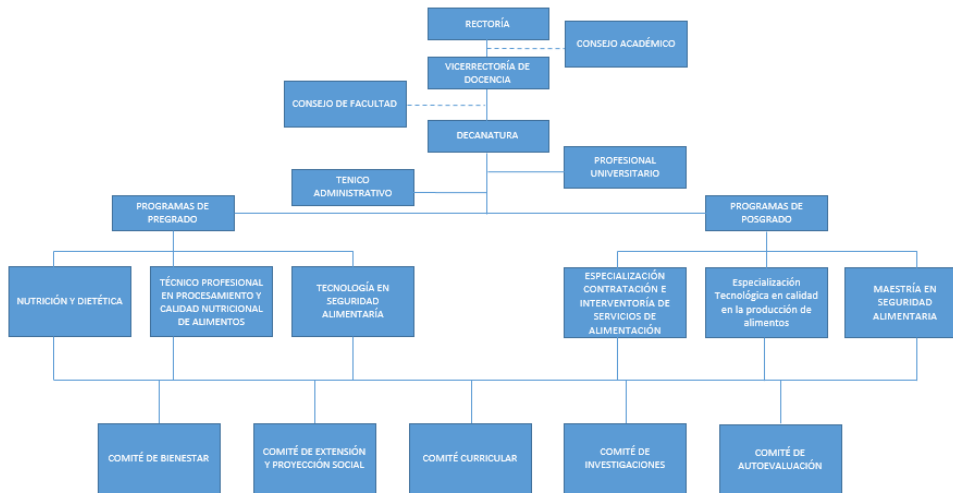 RECTORÍA
CONSEJO ACADÉMICO
VICERRECTORÍA DE
DOCENCIA
CONSEJO DE FACULTAD
DECANATURA
PROFESIONAL
UNIVERSITARIO
TENICO
ADMINISTRATIVO
PROGRAMAS DE
PREGRADO
PROGRAMAS DE
POSGRADO
NUTRICIÓN Y DIETÉTICA
TÉCNICO PROFESIONAL
EN PROCESAMIENTO Y
CALIDAD NUTRICIONAL
DE ALIMENTOS
TECNOLOGÍA EN
SEGURIDAD
ALIMENTARÍA
ESPECIALIZACIÓN
CONTRATACIÓN E
INTERVENTORÍA DE
SERVICIOS DE
ALIMENTACIÓN
Especialización
Tecnológica en calidad
en la producción de
alimentos
MAESTRÍA EN
SEGURIDAD
ALIMENTARIA
COMITÉ DE BIENESTAR
COMITÉ DE EXTENSIÓN
Y PROYECCIÓN SOCIAL
COMITÉ CURRICULAR
COMITÉ DE
INVESTIGACIONES
COMITÉ DE
AUTOEVALUACIÓN